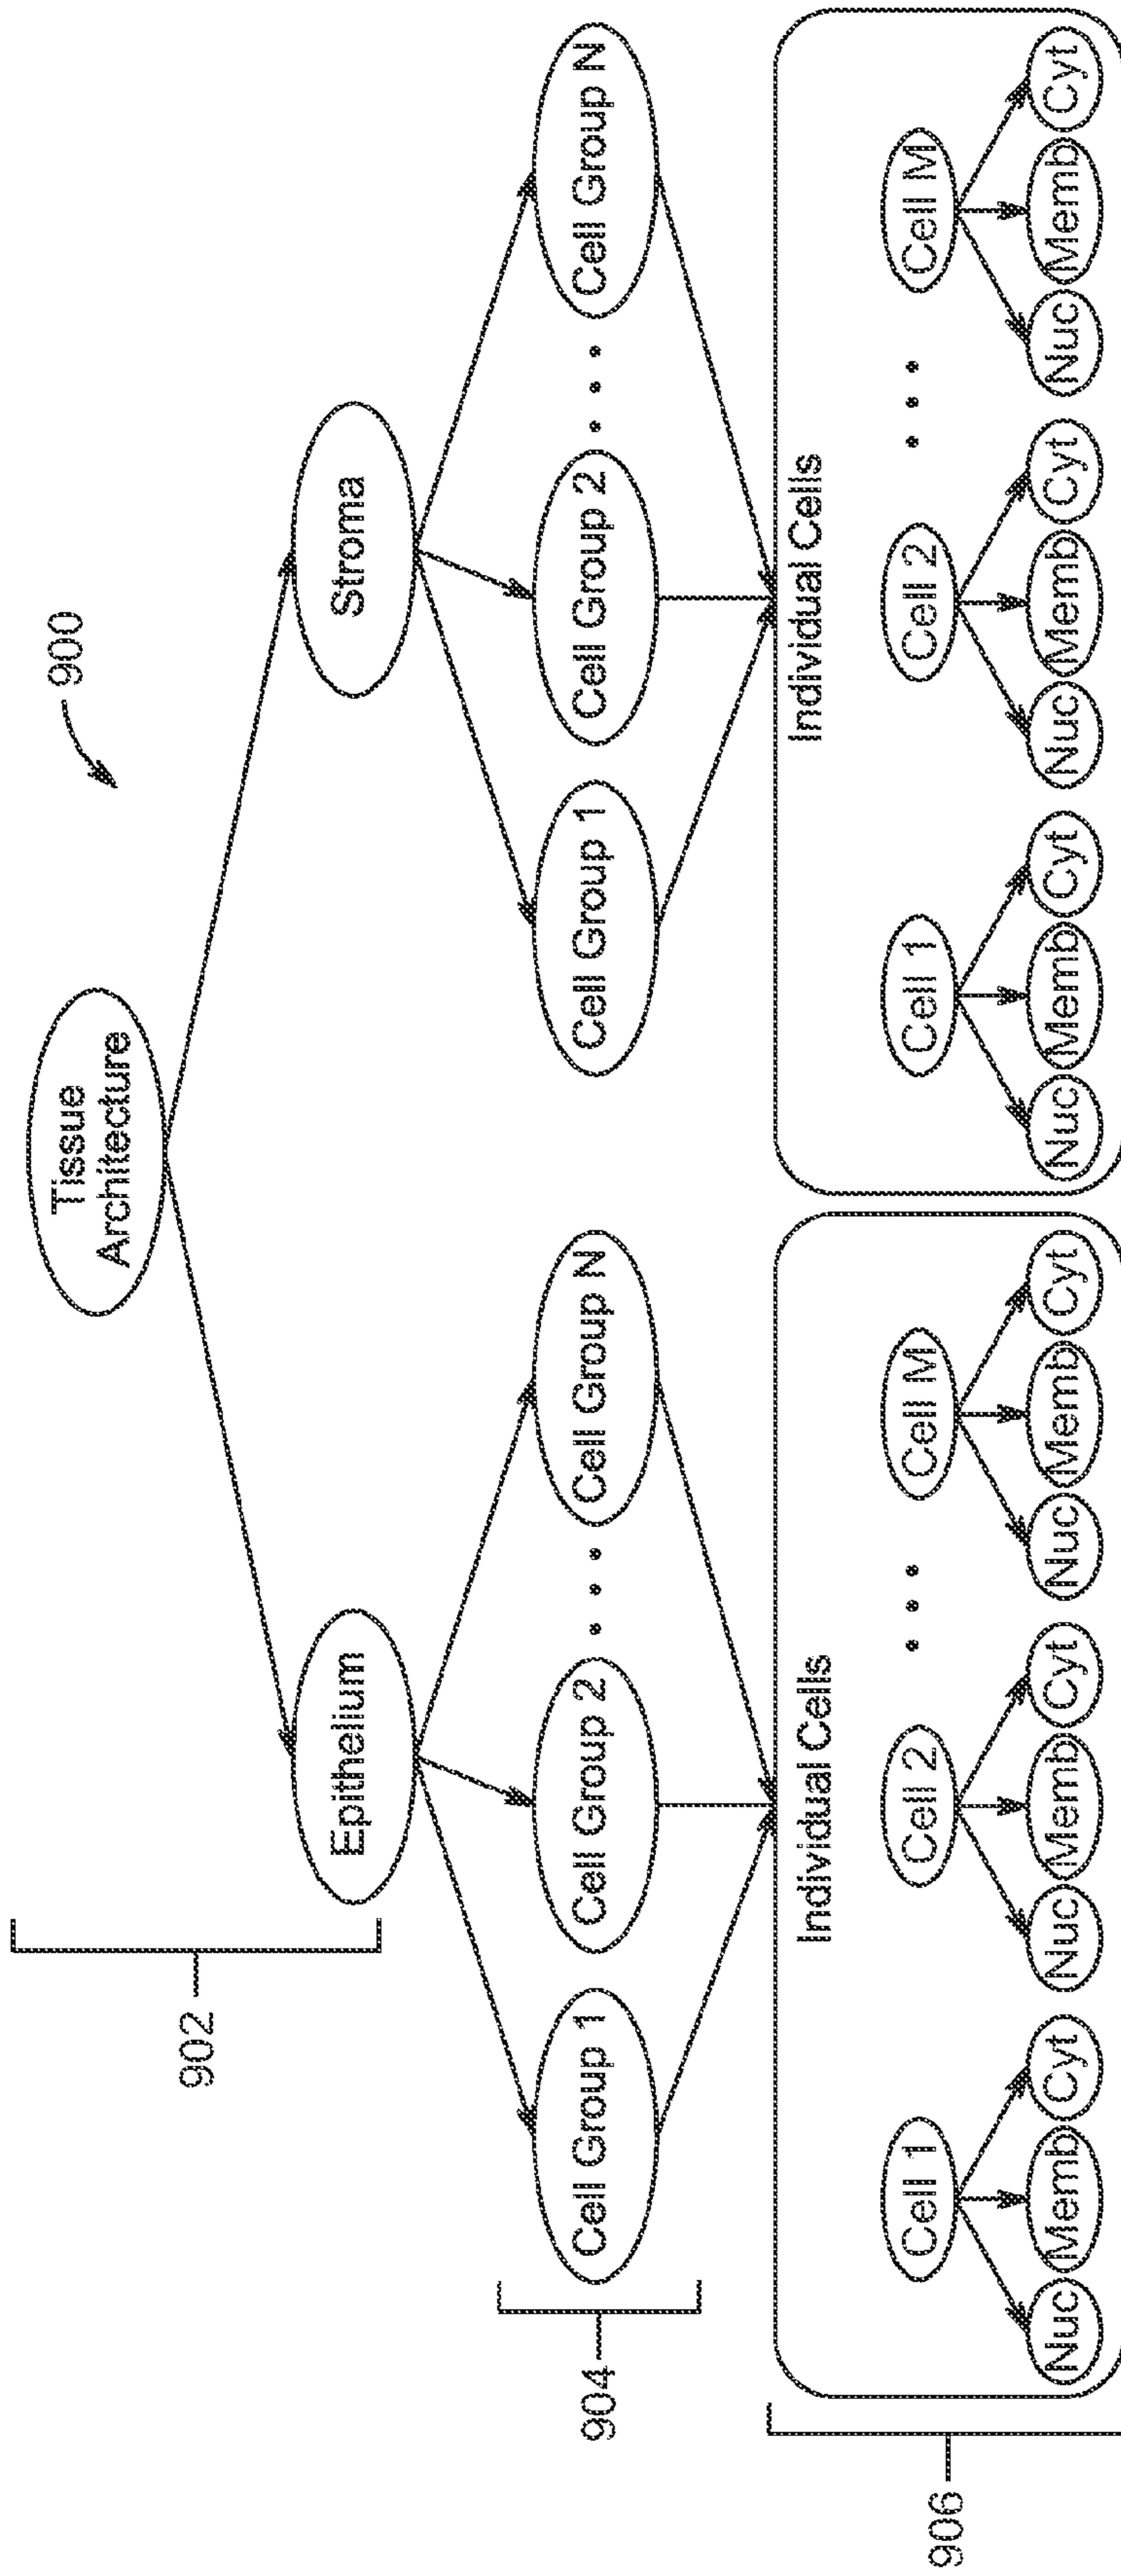 900
902
Tissue
Architecture
Epithelium
Stroma
904
Cell Group 1
Cell Group 2
Cell Group N
Cell Group 1
Cell Group 2
Cell Group N
906
Individual Cells
Cell 1
Cell 2
Cell M
Nuc
Memb
Cyt
Nuc
Memb
Cyt
Nuc
Memb
Cyt
Individual Cells
Cell 1
Cell 2
Cell M
Nuc
Memb
Cyt
Nuc
Memb
Cyt
Nuc
Memb
Cyt